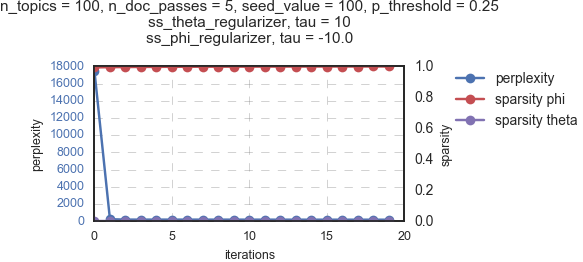 n_topics = 100, n_doc_passes = 5, seed_value = 100, p_threshold = 0.25
ss_theta_regularizer, tau = 10
ss_phi_regularizer, tau = -10.0
18000
16000
14000
12000
10000
8000
6000
4000
2000
0
perplexity
0
5
10
15
20
iterations
1.0
0.8
0.6
0.4
0.2
0.0
sparsity
perplexity
sparsity phi
sparsity theta